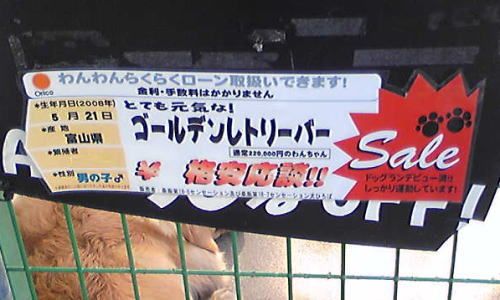 わんわんらくらくローン取扱いできます!
金利・手数料はかかりません
Orico
•生年月日(2008年)
5月21日
•産地
富山県
•繁殖者
•性別 男の子♂
とても元気な!
ゴールデンレトリーバー
通常220,000円のわんちゃん
¥ 格安応談!!
Sale
ドッグランデビュー済!!
しっかり運動しています!
OFF!